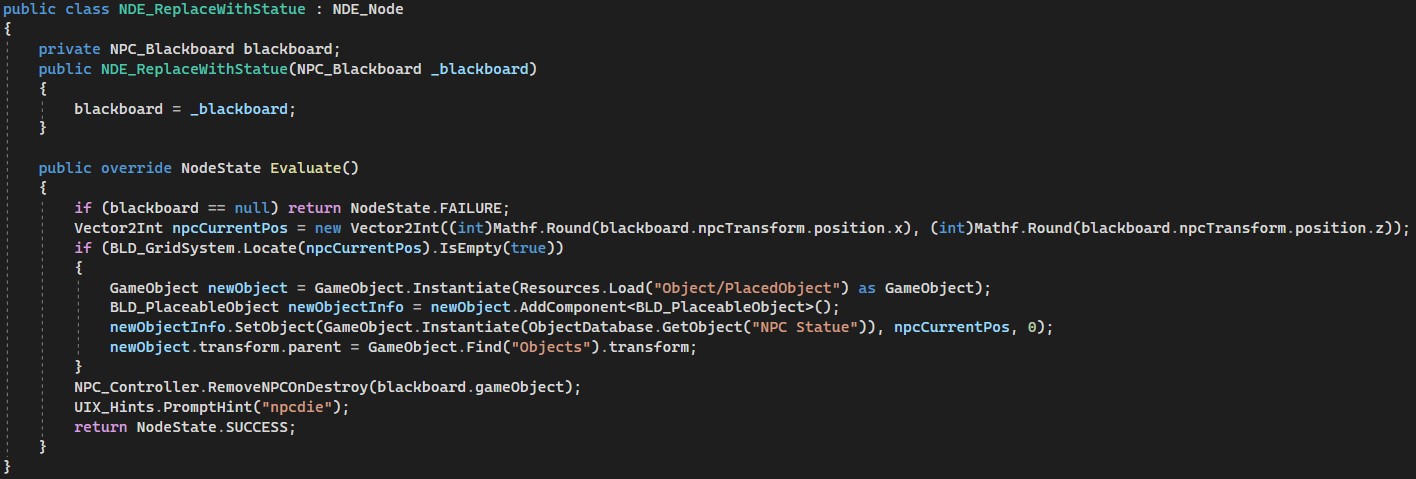 public class NDE_ReplaceWithStatue : NDE_Node
{
    private NPC_Blackboard blackboard;
    public NDE_ReplaceWithStatue(NPC_Blackboard _blackboard)
    {
        blackboard = _blackboard;
    }

    public override NodeState Evaluate()
    {
        if (blackboard == null) return NodeState.FAILURE;
        Vector2Int npcCurrentPos = new Vector2Int((int)Mathf.Round(blackboard.npcTransform.position.x), (int)Mathf.Round(blackboard.npcTransform.position.z));
        if (BLD_GridSystem.Locate(npcCurrentPos).IsEmpty(true))
        {
            GameObject newObject = GameObject.Instantiate(Resources.Load("Object/PlacedObject") as GameObject);
            BLD_PlaceableObject newObjectInfo = newObject.AddComponent<BLD_PlaceableObject>();
            newObjectInfo.SetObject(GameObject.Instantiate(ObjectDatabase.GetObject("NPC Statue")), npcCurrentPos, 0);
            newObject.transform.parent = GameObject.Find("Objects").transform;
        }
        NPC_Controller.RemoveNPCOnDestroy(blackboard.gameObject);
        UIX_Hints.PromptHint("npcdie");
        return NodeState.SUCCESS;
    }
}